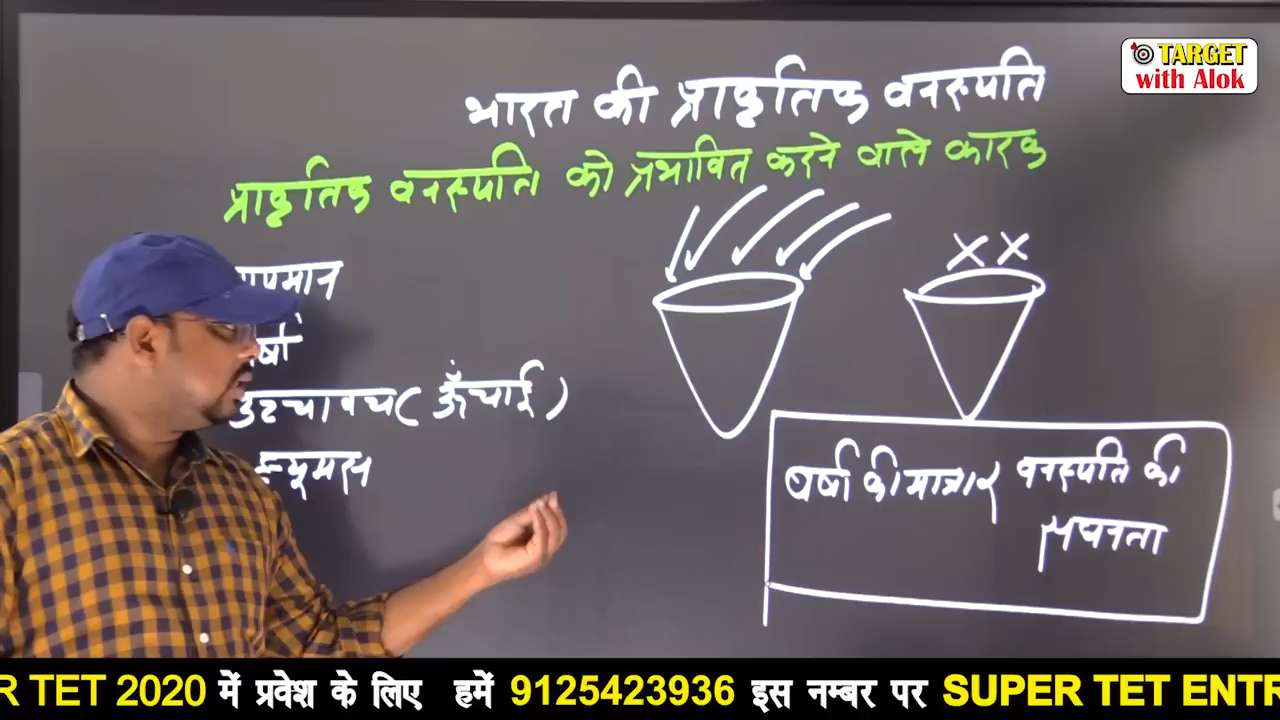 TARGET
with Alok
भारत की प्राकृतिक वनस्पति
प्राकृतिक वनस्पति को प्रभावित करने वाले कारक
उच्चावच (ऊँचाई)
ह्यूमस
वर्षा की मात्रा ∝ वनस्पति की
सघनता
R TET 2020 में प्रवेश के लिए हमें 9125423936 इस नम्बर पर SUPER TET ENTR